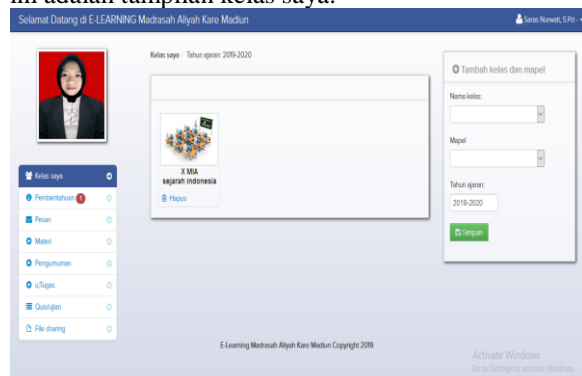 ini adalah tampilan kelas saya.
Selamat Datang di E-LEARNING Madrasah Aliyah Kare Madiun
Saras Nurwati, S.Pd -
Kelas saya / Tahun ajaran: 2019-2020
Tambah kelas dan mapel
Nama kelas:
Mapel
Tahun ajaran:
2019-2020
Simpan
X MIA
sejarah indonesia
Hapus
Kelas saya
Pemberitahuan 1
Pesan
Materi
Pengumuman
u;Tugas
Quis/ujian
File sharing
E-Learning Madrasah Aliyah Kare Madiun Copyright 2019
Activate Windows
Go to Settings to activate Windows.